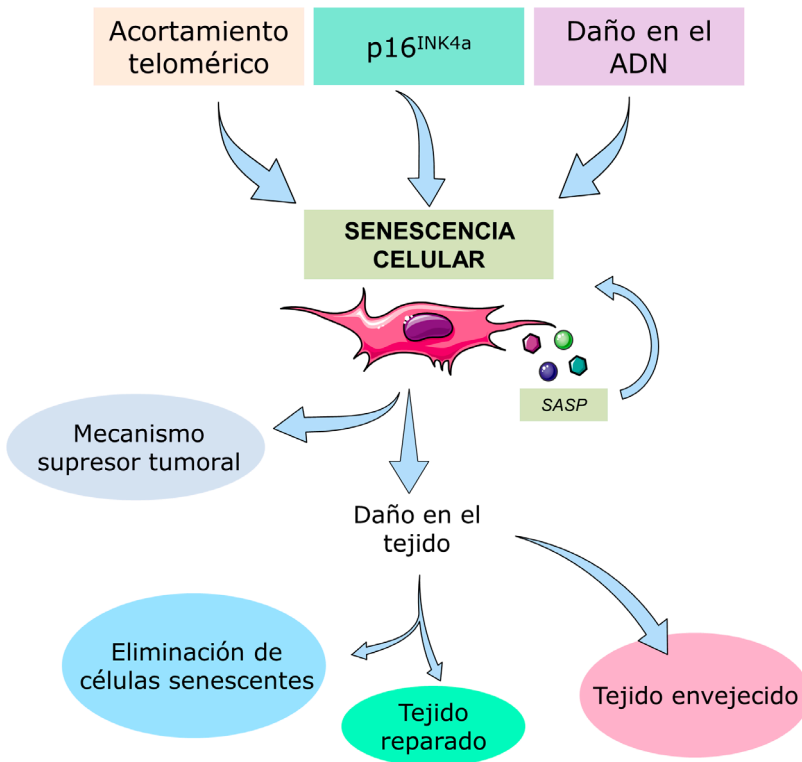 Acortamiento
telomérico
p16INK4a
Daño en el
ADN
SENESCENCIA
CELULAR
SASP
Mecanismo
supresor tumoral
Daño en el
tejido
Eliminación de
células senescentes
Tejido
reparado
Tejido envejecido